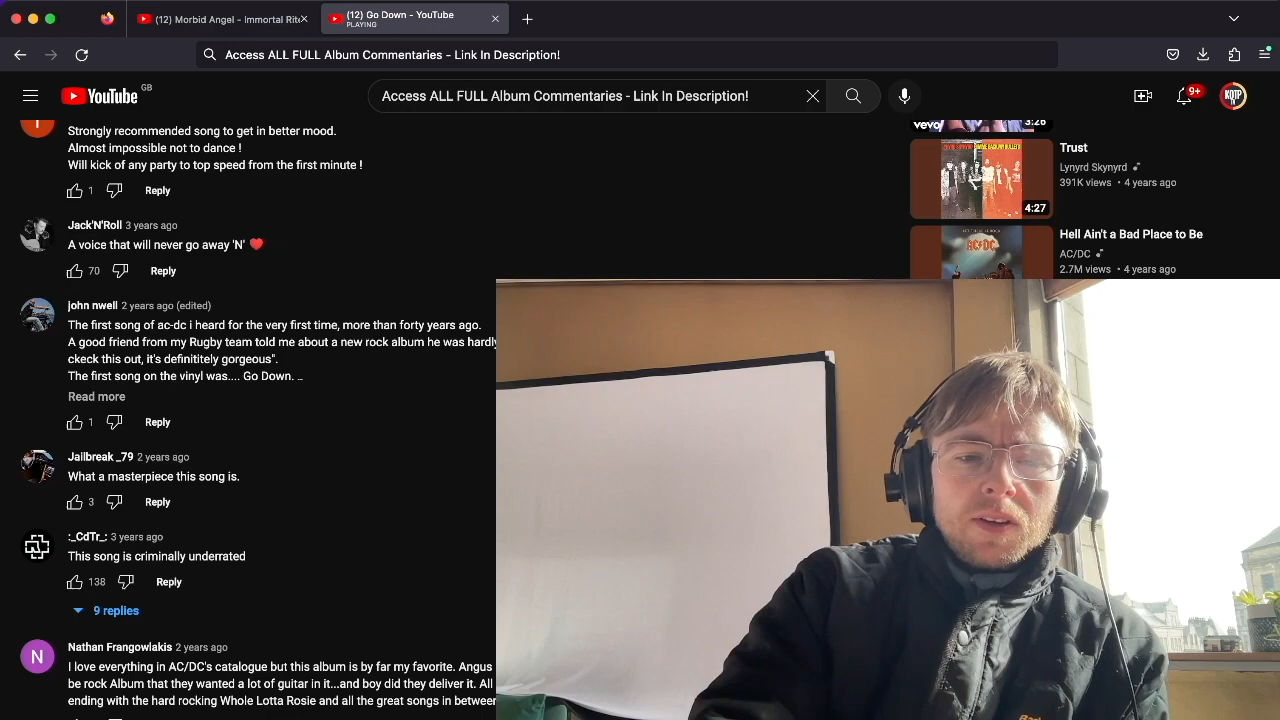 (12) Morbid Angel - Immortal Rite
(12) Go Down - YouTube
PLAYING
Access ALL FULL Album Commentaries - Link In Description!
YouTube GB
Access ALL FULL Album Commentaries - Link In Description!
9+
Strongly recommended song to get in better mood.
Almost impossible not to dance !
Will kick of any party to top speed from the first minute !
1 Reply
Jack'N'Roll 3 years ago
A voice that will never go away 'N' ❤️
70 Reply
john nwell 2 years ago (edited)
The first song of ac-dc i heard for the very first time, more than forty years ago.
A good friend from my Rugby team told me about a new rock album he was hardly
ckeck this out, it's definititely gorgeous".
The first song on the vinyl was.... Go Down. ...
Read more
1 Reply
Jailbreak _79 2 years ago
What a masterpiece this song is.
3 Reply
:_CdTr_: 3 years ago
This song is criminally underrated
138 Reply
9 replies
N
Nathan Frangowlakis 2 years ago
I love everything in AC/DC's catalogue but this album is by far my favorite. Angus
be rock Album that they wanted a lot of guitar in it...and boy did they deliver it. All
ending with the hard rocking Whole Lotta Rosie and all the great songs in between
vevo
3:26
Trust
Lynyrd Skynyrd
391K views • 4 years ago
4:27
Hell Ain't a Bad Place to Be
AC/DC
2.7M views • 4 years ago
AC/DC